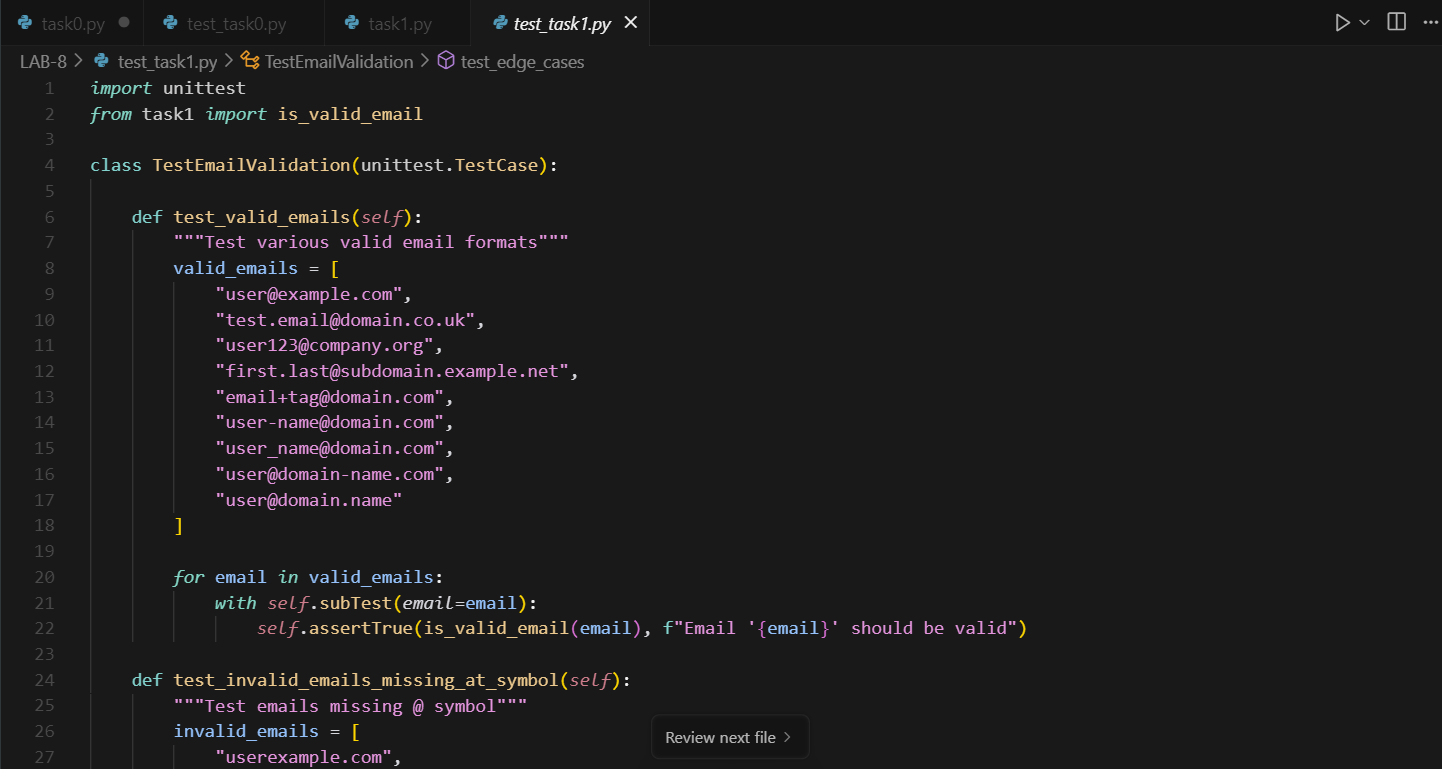 task0.py test_task0.py task1.py test_task1.py
LAB-8 > test_task1.py > TestEmailValidation > test_edge_cases
1 import unittest
2 from task1 import is_valid_email
3
4 class TestEmailValidation(unittest.TestCase):
5
6     def test_valid_emails(self):
7         """Test various valid email formats"""
8         valid_emails = [
9             "user@example.com",
10             "test.email@domain.co.uk",
11             "user123@company.org",
12             "first.last@subdomain.example.net",
13             "email+tag@domain.com",
14             "user-name@domain.com",
15             "user_name@domain.com",
16             "user@domain-name.com",
17             "user@domain.name"
18         ]
19
20         for email in valid_emails:
21             with self.subTest(email=email):
22                 self.assertTrue(is_valid_email(email), f"Email '{email}' should be valid")
23
24     def test_invalid_emails_missing_at_symbol(self):
25         """Test emails missing @ symbol"""
26         invalid_emails = [
27             "userexample.com",
Review next file >